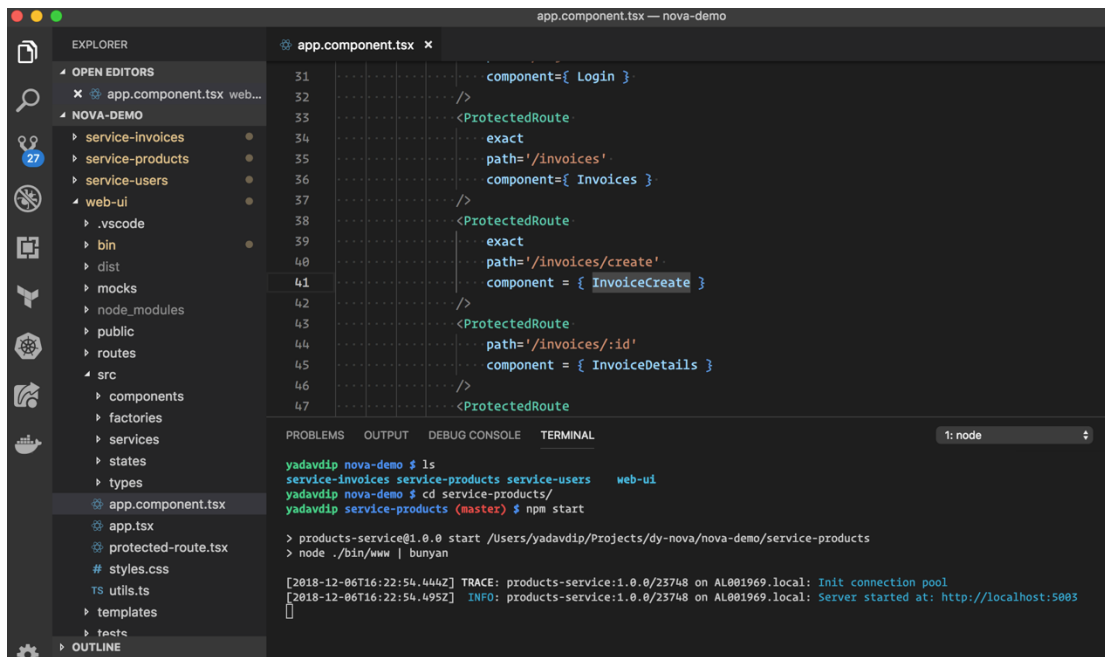 app.component.tsx — nova-demo
EXPLORER
OPEN EDITORS
app.component.tsx web...
NOVA-DEMO
service-invoices
service-products
service-users
web-ui
.vscode
bin
dist
mocks
node_modules
public
routes
src
components
factories
services
states
types
app.component.tsx
app.tsx
protected-route.tsx
# styles.css
TS utils.ts
templates
tests
OUTLINE
27
app.component.tsx
31 component={ Login }
32 />
33 <ProtectedRoute
34 exact
35 path='/invoices'
36 component={ Invoices }
37 />
38 <ProtectedRoute
39 exact
40 path='/invoices/create'
41 component = { InvoiceCreate }
42 />
43 <ProtectedRoute
44 path='/invoices/:id'
45 component = { InvoiceDetails }
46 />
47 <ProtectedRoute
PROBLEMS OUTPUT DEBUG CONSOLE TERMINAL 1: node
yadavdip nova-demo $ ls
service-invoices service-products service-users web-ui
yadavdip nova-demo $ cd service-products/
yadavdip service-products (master) $ npm start
> products-service@1.0.0 start /Users/yadavdip/Projects/dy-nova/nova-demo/service-products
> node ./bin/www | bunyan
[2018-12-06T16:22:54.444Z] TRACE: products-service:1.0.0/23748 on AL001969.local: Init connection pool
[2018-12-06T16:22:54.495Z] INFO: products-service:1.0.0/23748 on AL001969.local: Server started at: http://localhost:5003